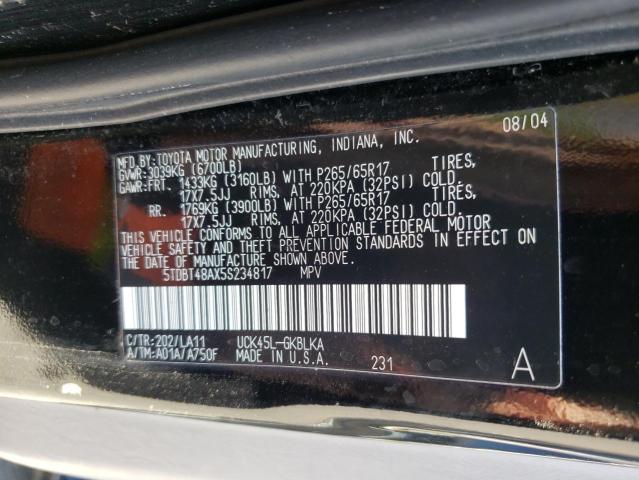 08/04
MFD.BY:TOYOTA MOTOR MANUFACTURING, INDIANA, INC.
GVWR:3039KG (6700LB)
GAWR:FRT. 1433KG (3160LB) WITH P265/65R17 TIRES,
17X7.5JJ RIMS, AT 220KPA (32PSI) COLD.
RR. 1769KG (3900LB) WITH P265/65R17 TIRES,
17X7.5JJ RIMS, AT 220KPA (32PSI) COLD.
THIS VEHICLE CONFORMS TO ALL APPLICABLE FEDERAL MOTOR
VEHICLE SAFETY AND THEFT PREVENTION STANDARDS IN EFFECT ON
THE DATE OF MANUFACTURE SHOWN ABOVE.
5TDBT48AX5S234817 MPV
C/TR:202/LA11 UCK45L-GKBLKA
A/TM:A01A/A750F MADE IN U.S.A. 231 A